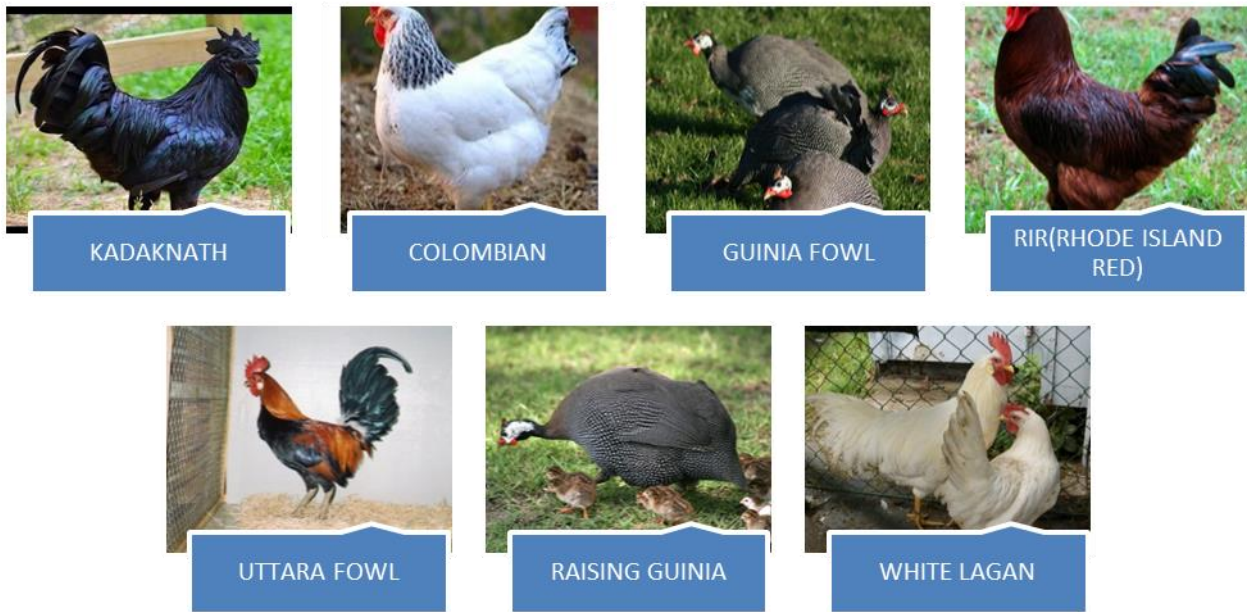 KADAKNATH
COLOMBIAN
GUINIA FOWL
RIR(RHODE ISLAND
RED)
UTTARA FOWL
RAISING GUINIA
WHITE LAGAN